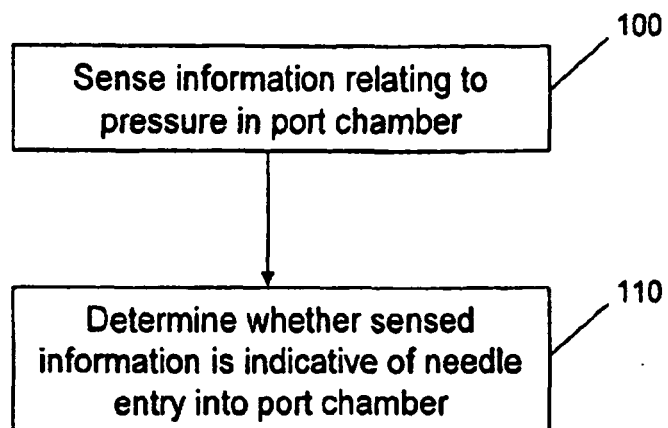 100
Sense information relating to
pressure in port chamber
110
Determine whether sensed
information is indicative of needle
entry into port chamber